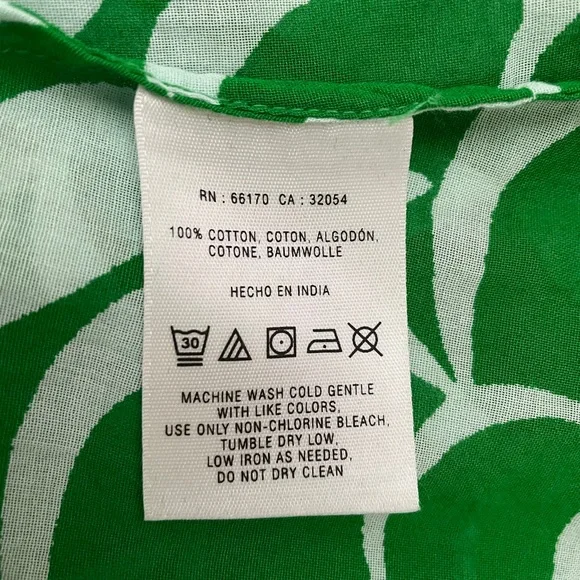 RN : 66170 CA : 32054
100% COTTON, COTON, ALGODÓN,
COTONE, BAUMWOLLE
HECHO EN INDIA
30
MACHINE WASH COLD GENTLE
WITH LIKE COLORS,
USE ONLY NON-CHLORINE BLEACH,
TUMBLE DRY LOW,
LOW IRON AS NEEDED,
DO NOT DRY CLEAN